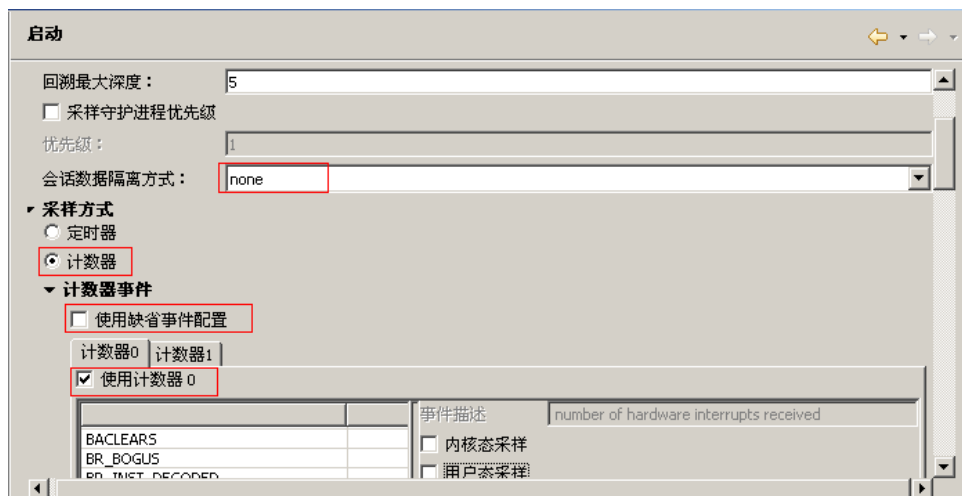 启动
回溯最大深度： 5
采样守护进程优先级
优先级： 1
会话数据隔离方式： none
采样方式
定时器
计数器
计数器事件
使用缺省事件配置
计数器0 计数器1
使用计数器 0
事件描述 number of hardware interrupts received
BACLEARS
内核态采样
BR_BOGUS
BR_INST_DECODED
用户态采样